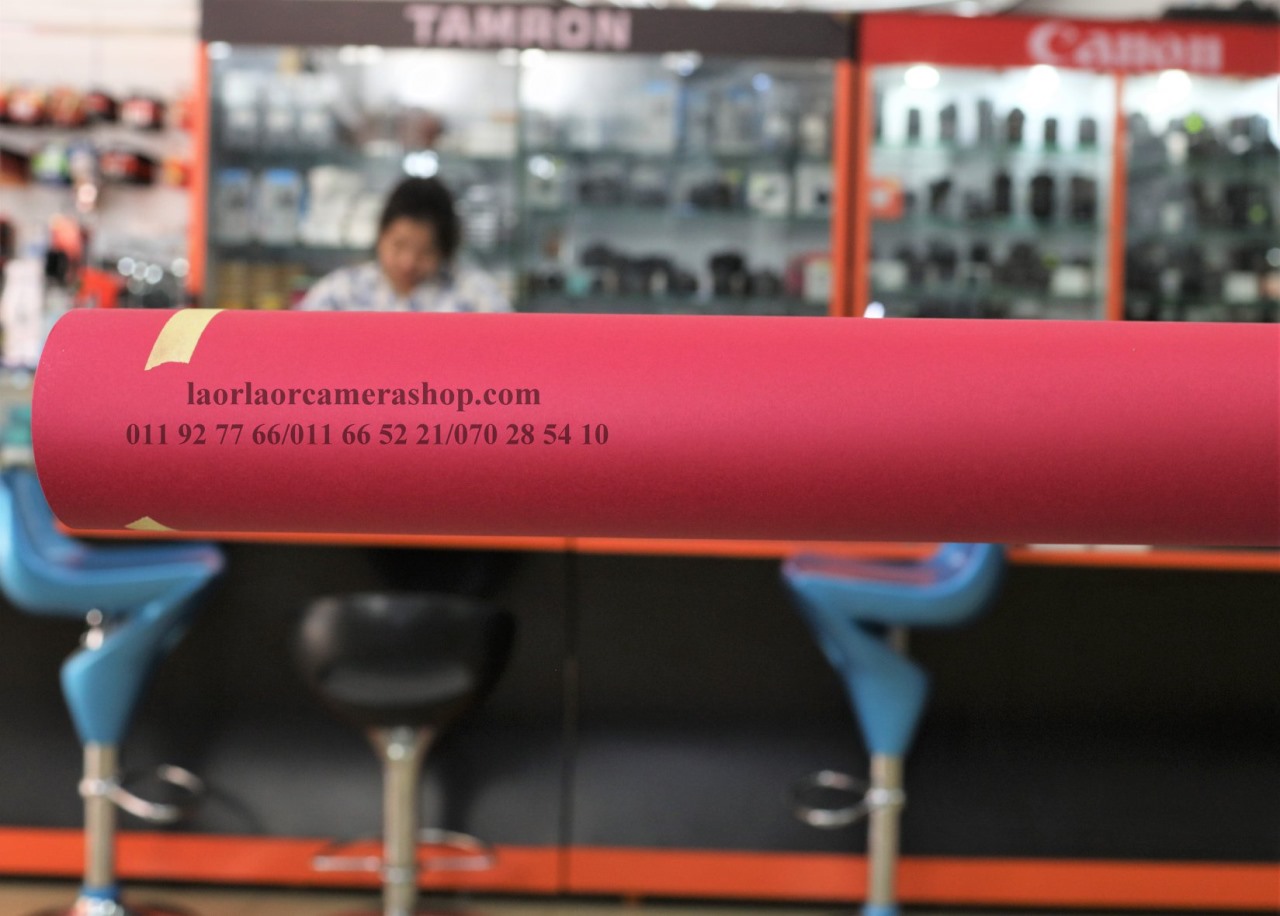 TAMRON
Canon
laorlaorcamerashop.com
011 92 77 66/011 66 52 21/070 28 54 10